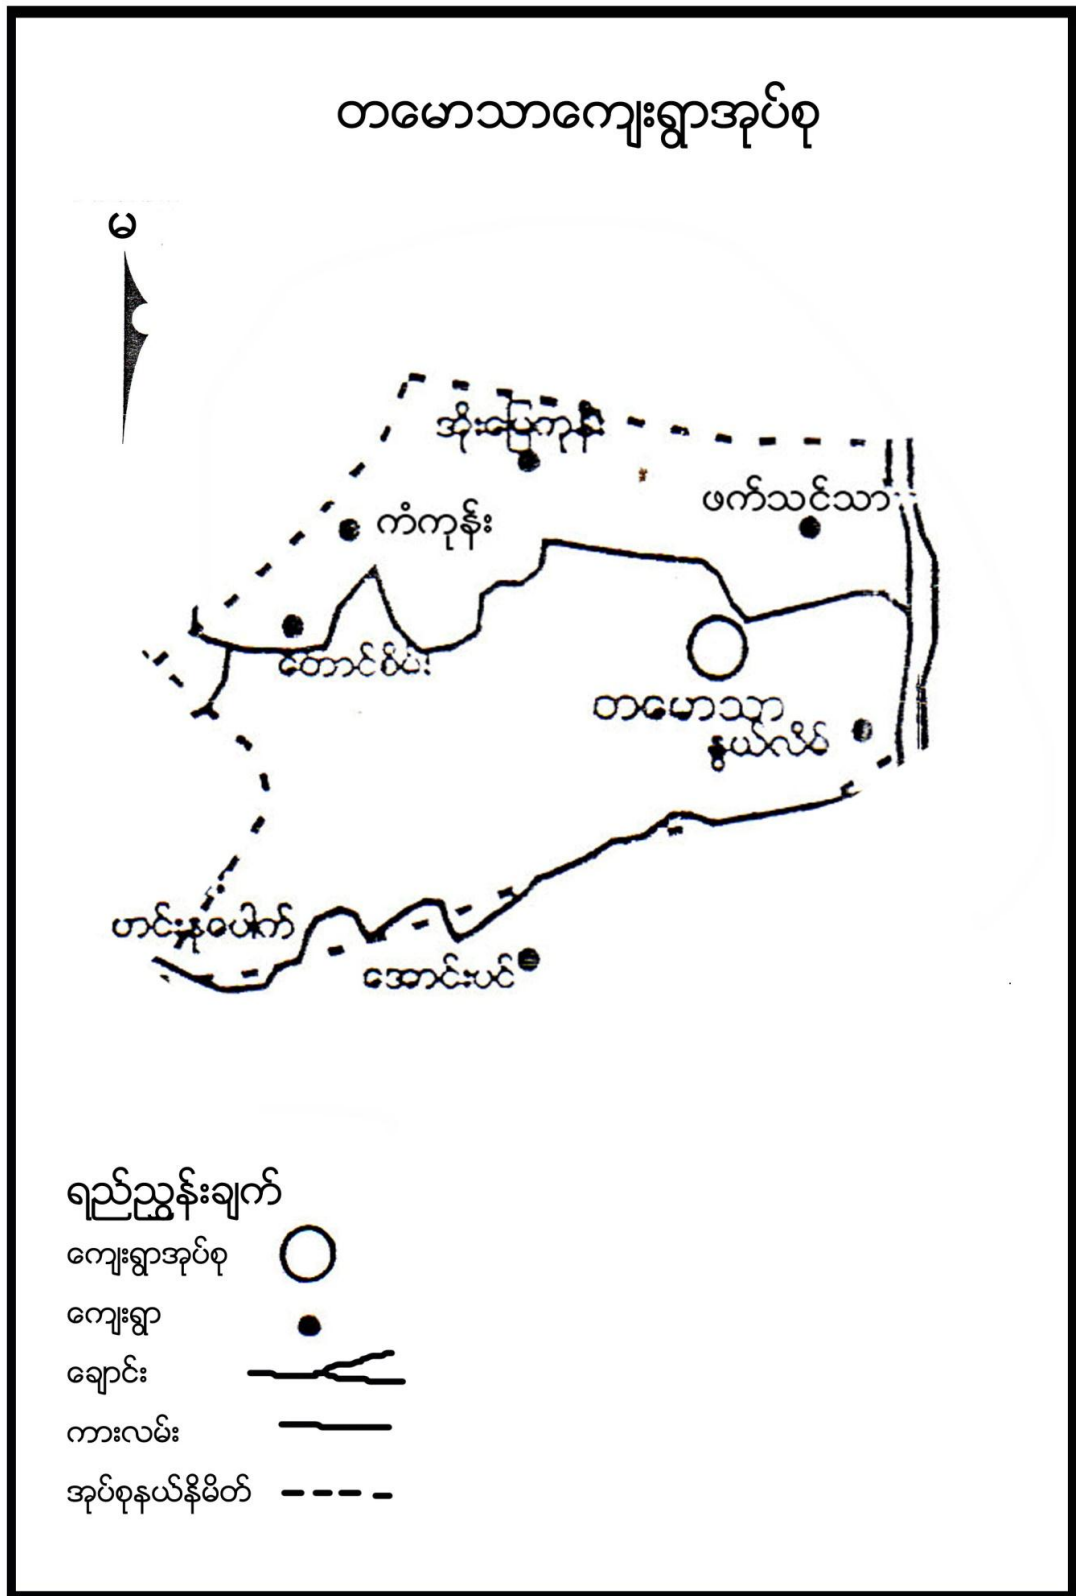 တမောသာကျေးရွာအုပ်စု
မ
အိုးပြေကုန်း
ဖက်သင်သာ
ကံကုန်း
တောင်စီမံး
တမောသာ
နွယ်လိမ်
ဟင်းနုပေါက်
အောင်းပင်
ရည်ညွှန်းချက်
ကျေးရွာအုပ်စု
ကျေးရွာ
ချောင်း
ကားလမ်း
အုပ်စုနယ်နိမိတ်